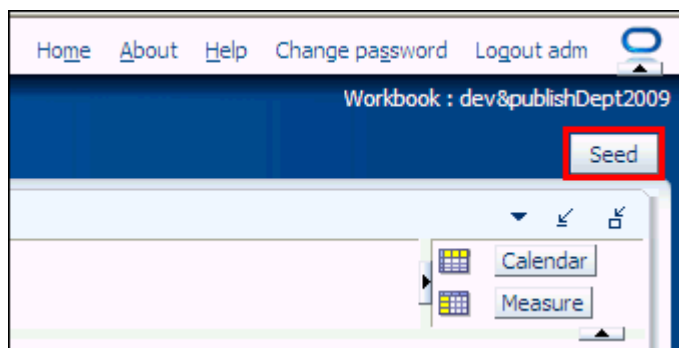 Home About Help Change password Logout adm
Workbook : dev&publishDept2009
Seed
Calendar
Measure